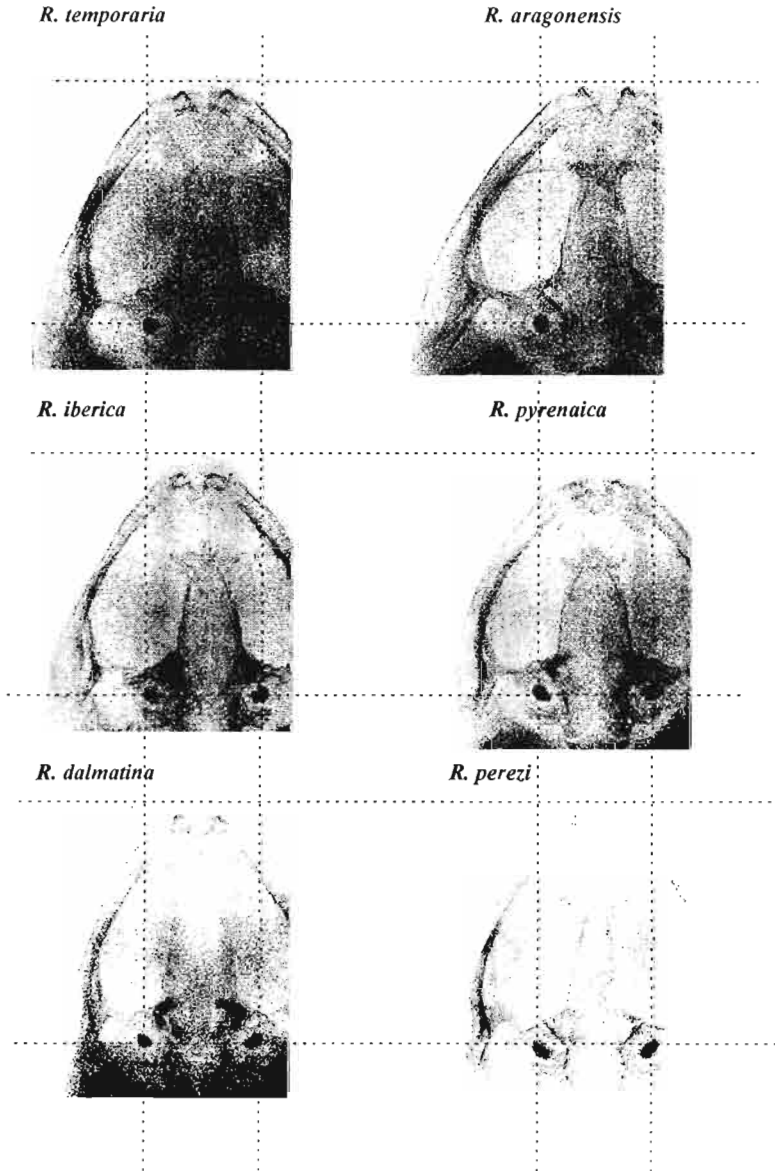 R. temporaria
R. aragonensis
R. iberica
R. pyrenaica
R. dalmatina
R. perezi